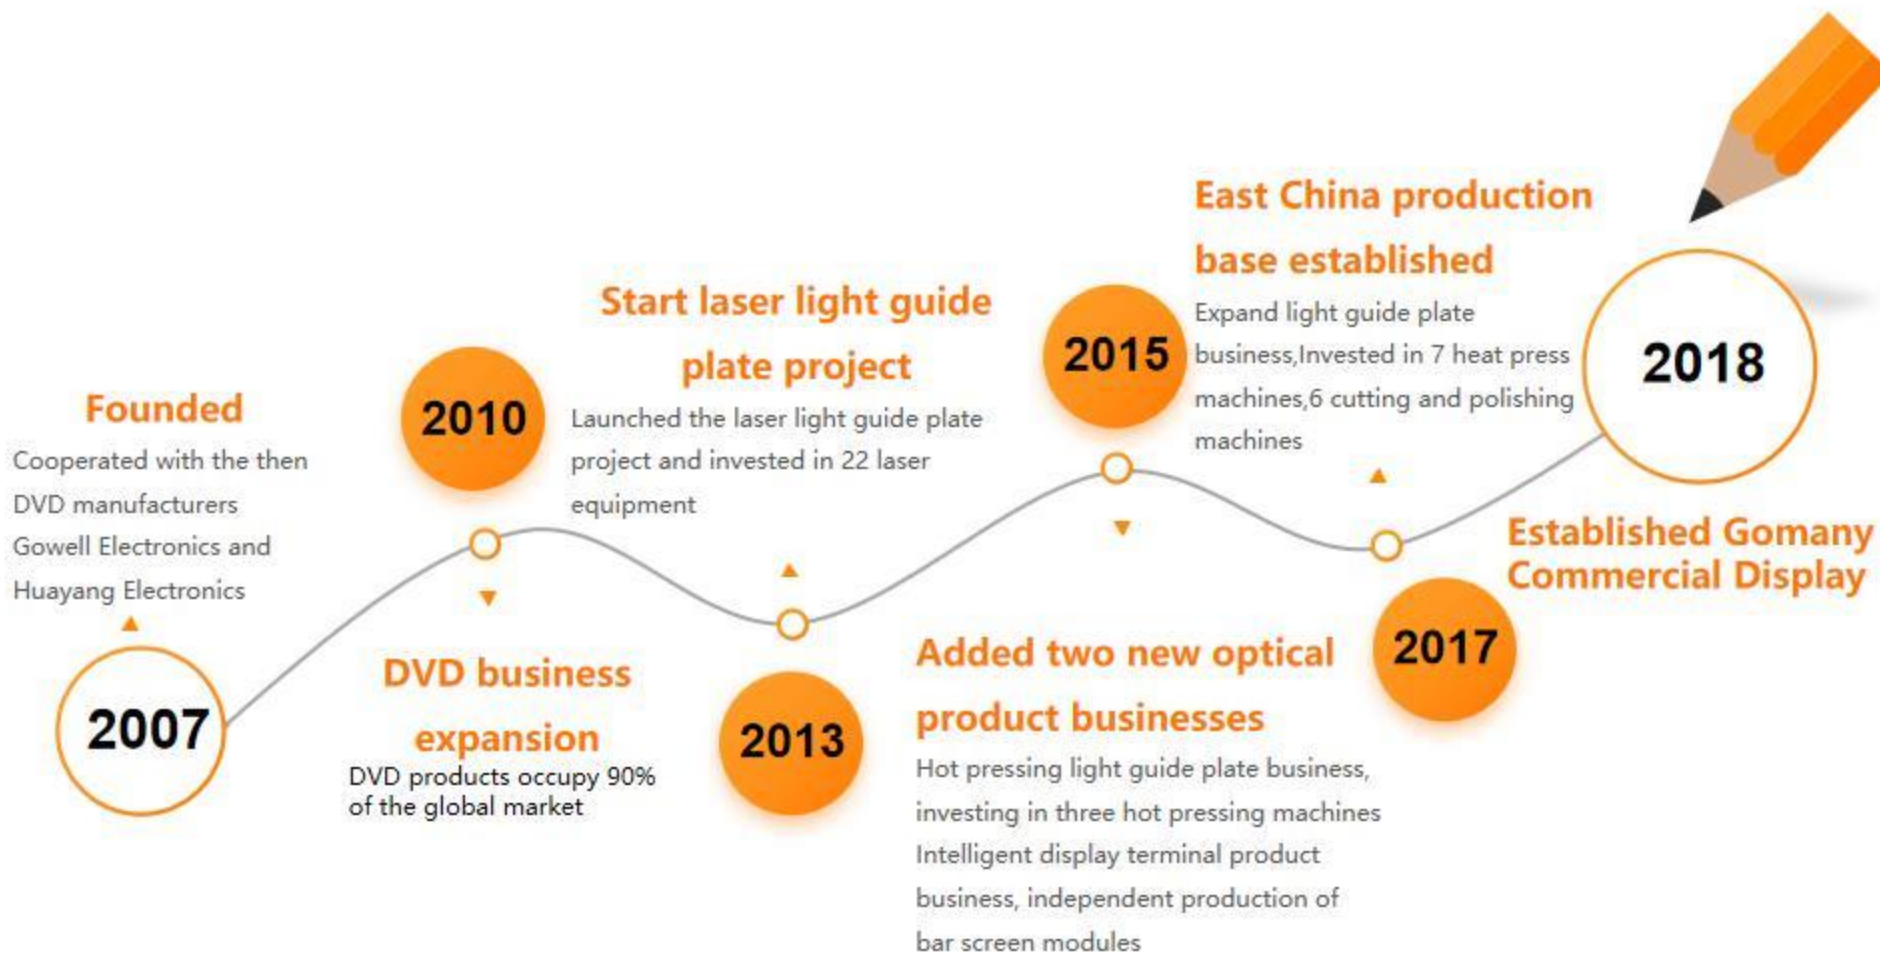 Founded
Cooperated with the then
DVD manufacturers
Gowell Electronics and
Huayang Electronics
2007
2010
DVD business
expansion
DVD products occupy 90%
of the global market
Start laser light guide
plate project
Launched the laser light guide plate
project and invested in 22 laser
equipment
2013
2015
Added two new optical
product businesses
Hot pressing light guide plate business,
investing in three hot pressing machines
Intelligent display terminal product
business, independent production of
bar screen modules
East China production
base established
Expand light guide plate
business,Invested in 7 heat press
machines,6 cutting and polishing
machines
2017
2018
Established Gomany
Commercial Display